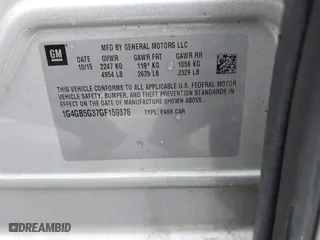 GM
MFD BY GENERAL MOTORS LLC
DATE GVWR GAWR FRT GAWR RR
10/15 2247 KG 1191 KG 1056 KG
4954 LB 2625 LB 2329 LB
THIS VEHICLE CONFORMS TO ALL APPLICABLE U.S. FEDERAL MOTOR
VEHICLE SAFETY, BUMPER, AND THEFT PREVENTION STANDARDS IN
EFFECT ON THE DATE OF MANUFACTURE SHOWN ABOVE.
1G4GB5G37GF159378 TYPE: PASS CAR
DREAMBID